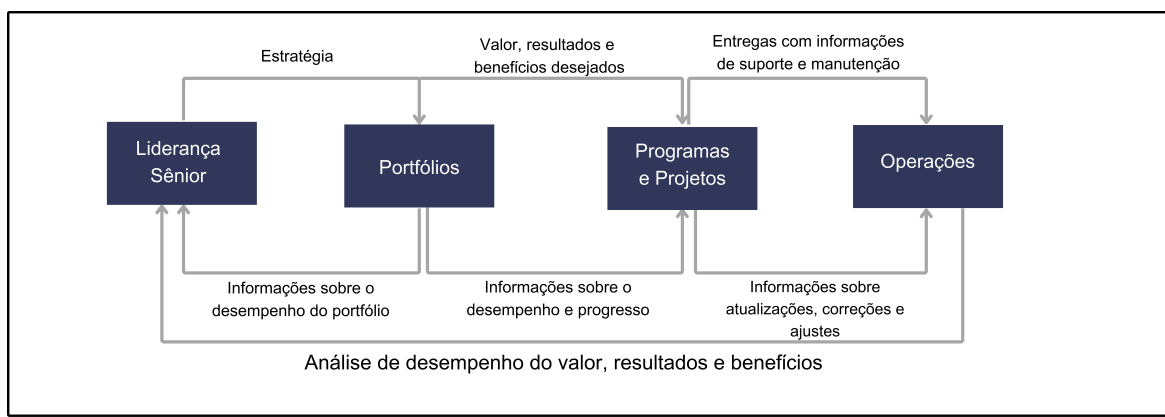 Estratégia
Valor, resultados e
benefícios desejados
Entregas com informações
de suporte e manutenção
Liderança
Sênior
Portfólios
Programas
e Projetos
Operações
Informações sobre o
desempenho do portfólio
Informações sobre o
desempenho e progresso
Informações sobre
atualizações, correções e
ajustes
Análise de desempenho do valor, resultados e benefícios